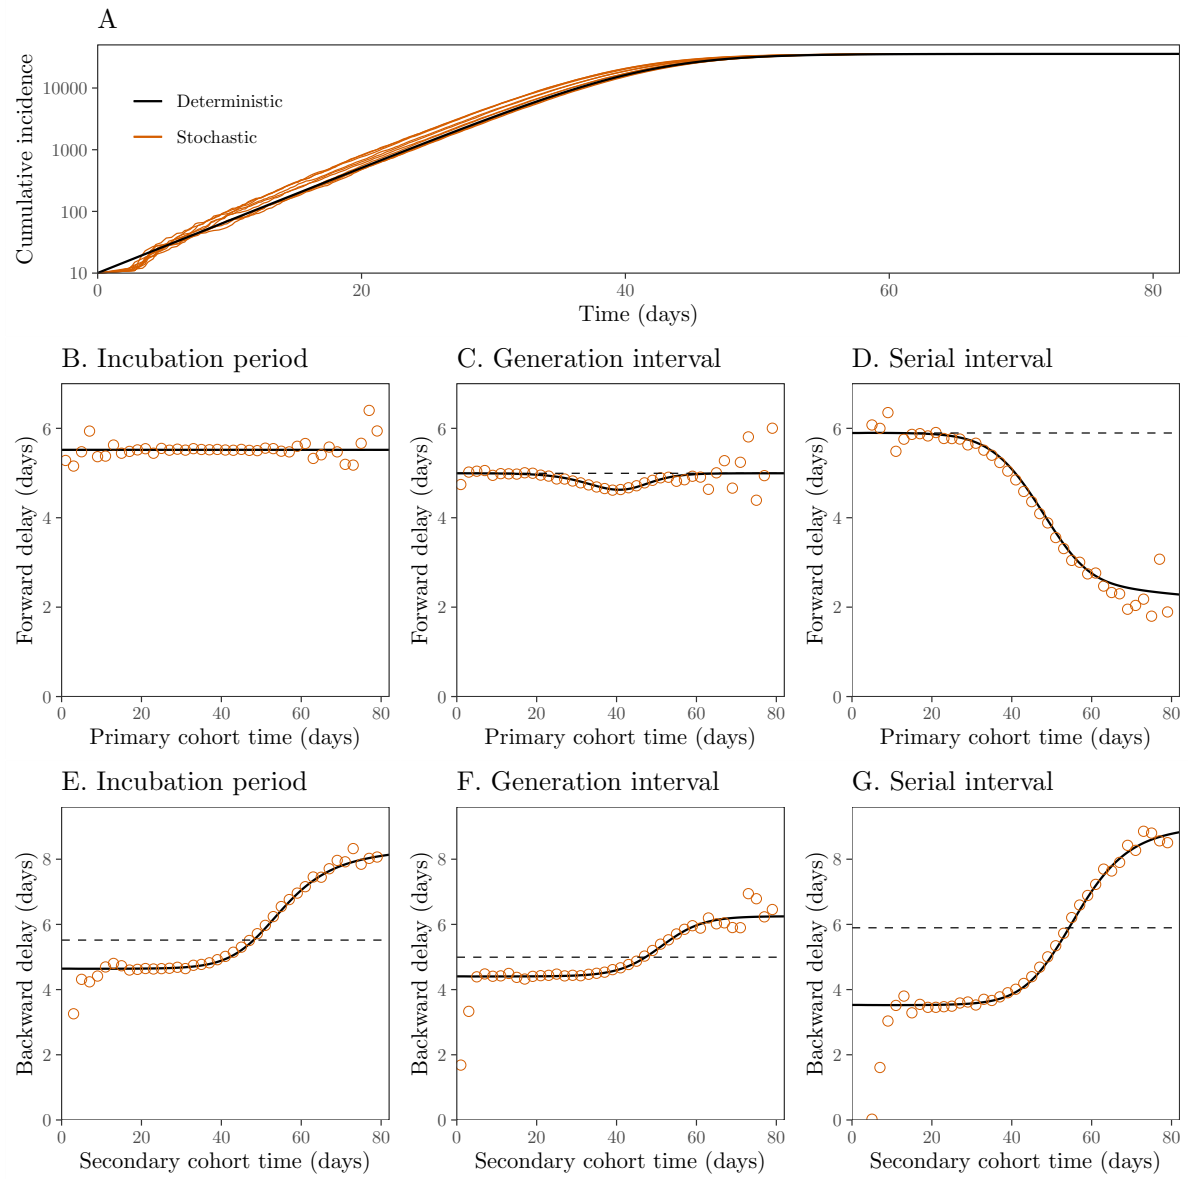 A
Cumulative incidence
10000
1000
100
10
Deterministic
Stochastic
0 20 40 60 80
Time (days)
B. Incubation period
Forward delay (days)
6
4
2
0
0 20 40 60 80
Primary cohort time (days)
C. Generation interval
Forward delay (days)
6
4
2
0
0 20 40 60 80
Primary cohort time (days)
D. Serial interval
Forward delay (days)
6
4
2
0
0 20 40 60 80
Primary cohort time (days)
E. Incubation period
Backward delay (days)
8
6
4
2
0
0 20 40 60 80
Secondary cohort time (days)
F. Generation interval
Backward delay (days)
8
6
4
2
0
0 20 40 60 80
Secondary cohort time (days)
G. Serial interval
Backward delay (days)
8
6
4
2
0
0 20 40 60 80
Secondary cohort time (days)